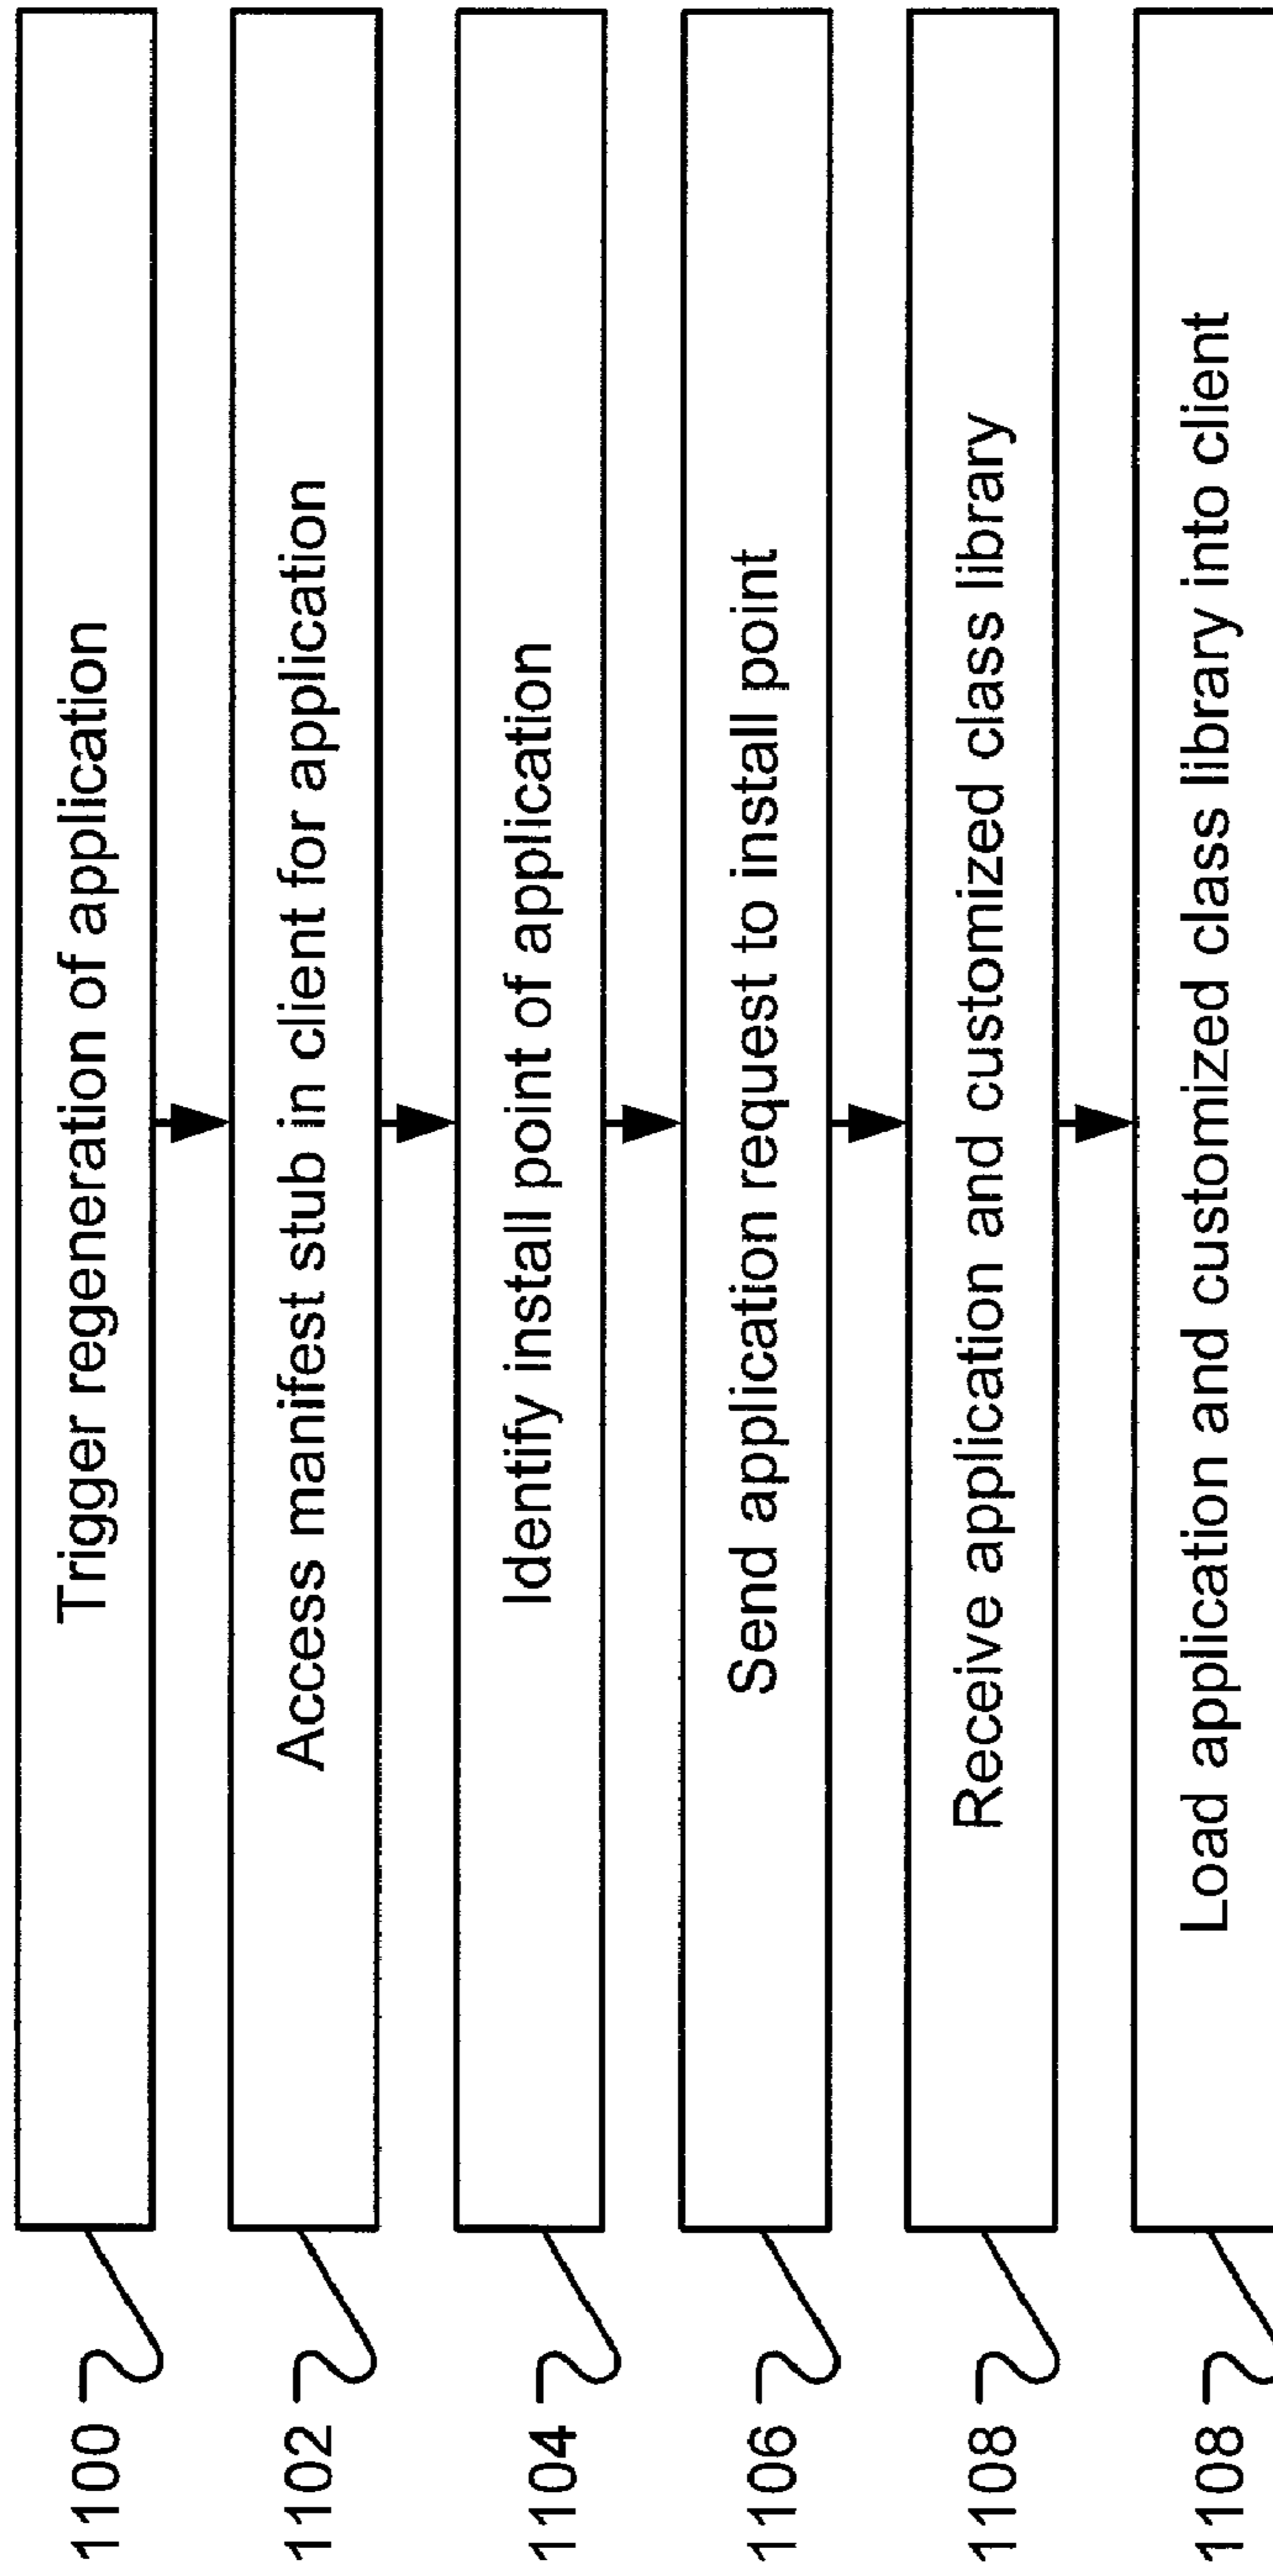 1100
Trigger regeneration of application
1102
Access manifest stub in client for application
1104
Identify install point of application
1106
Send application request to install point
1108
Receive application and customized class library
1108
Load application and customized class library into client